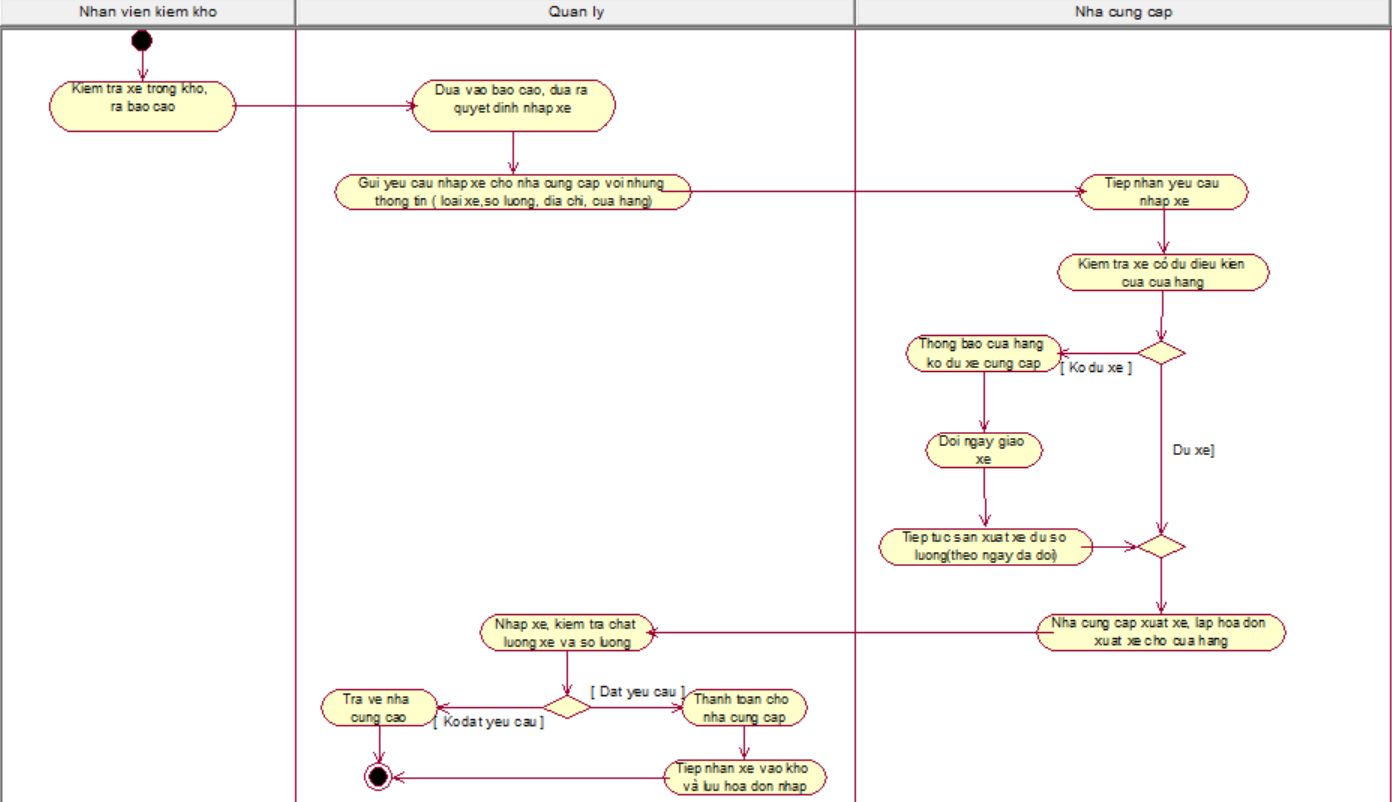 Nhan vien kiem kho
Quan ly
Nha cung cap
Kiem tra xe trong kho,
ra bao cao
Dua vao bao cao, dua ra
quyet dinh nhap xe
Gui yeu cau nhap xe cho nha cung cap voi nhung
thong tin ( loai xe,so luong, dia chi, cua hang)
Tiep nhan yeu cau
nhap xe
Kiem tra xe có du dieu kien
cua cua hang
Thong bao cua hang
ko du xe cung cap
[ Ko du xe ]
Doi ngay giao
xe
Du xe]
Tiep tuc san xuat xe du so
luong(theo ngay da doi)
Nha cung cap xuat xe, lap hoa don
xuat xe cho cua hang
Nhap xe, kiem tra chat
luong xe va so luong
[ Dat yeu cau ]
Tra ve nha
cung cao
[ Ko dat yeu cau ]
Thanh toan cho
nha cung cap
Tiep nhan xe vao kho
và luu hoa don nhap